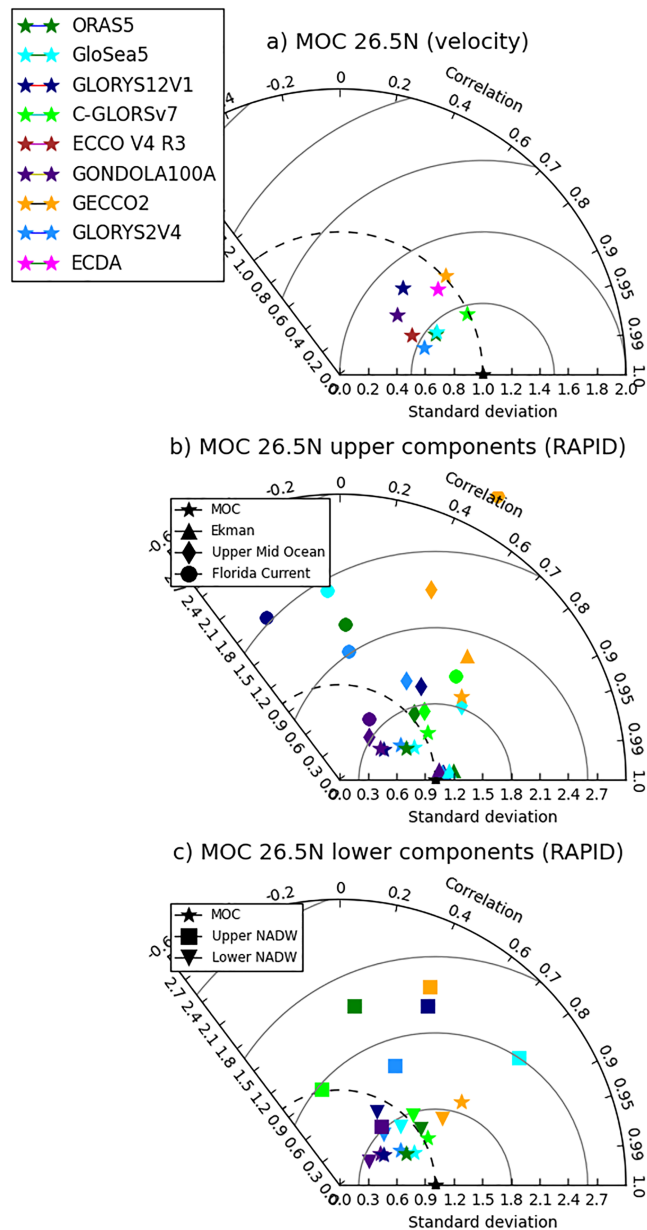 ORAS5
GloSea5
GLORYS12V1
C-GLORSv7
ECCO V4 R3
GONDOLA100A
GECCO2
GLORYS2V4
ECDA
a) MOC 26.5N (velocity)
-0.2 0 0.2 0.4 0.6 0.7 0.8 0.9 0.95 0.99 1.0
Correlation
1.0 0.8 0.6 0.4 0.2 0.0
0.0 0.2 0.4 0.6 0.8 1.0 1.2 1.4 1.6 1.8 2.0
Standard deviation
b) MOC 26.5N upper components (RAPID)
MOC
Ekman
Upper Mid Ocean
Florida Current
-0.6 -0.2 0 0.2 0.4 0.6 0.7 0.8 0.9 0.95 0.99 1.0
Correlation
2.4 2.1 1.8 1.5 1.2 0.9 0.6 0.3 0.0
0.0 0.3 0.6 0.9 1.2 1.5 1.8 2.1 2.4 2.7
Standard deviation
c) MOC 26.5N lower components (RAPID)
MOC
Upper NADW
Lower NADW
-0.6 -0.2 0 0.2 0.4 0.6 0.7 0.8 0.9 0.95 0.99 1.0
Correlation
2.7 2.4 2.1 1.8 1.5 1.2 0.9 0.6 0.3 0.0
0.0 0.3 0.6 0.9 1.2 1.5 1.8 2.1 2.4 2.7
Standard deviation